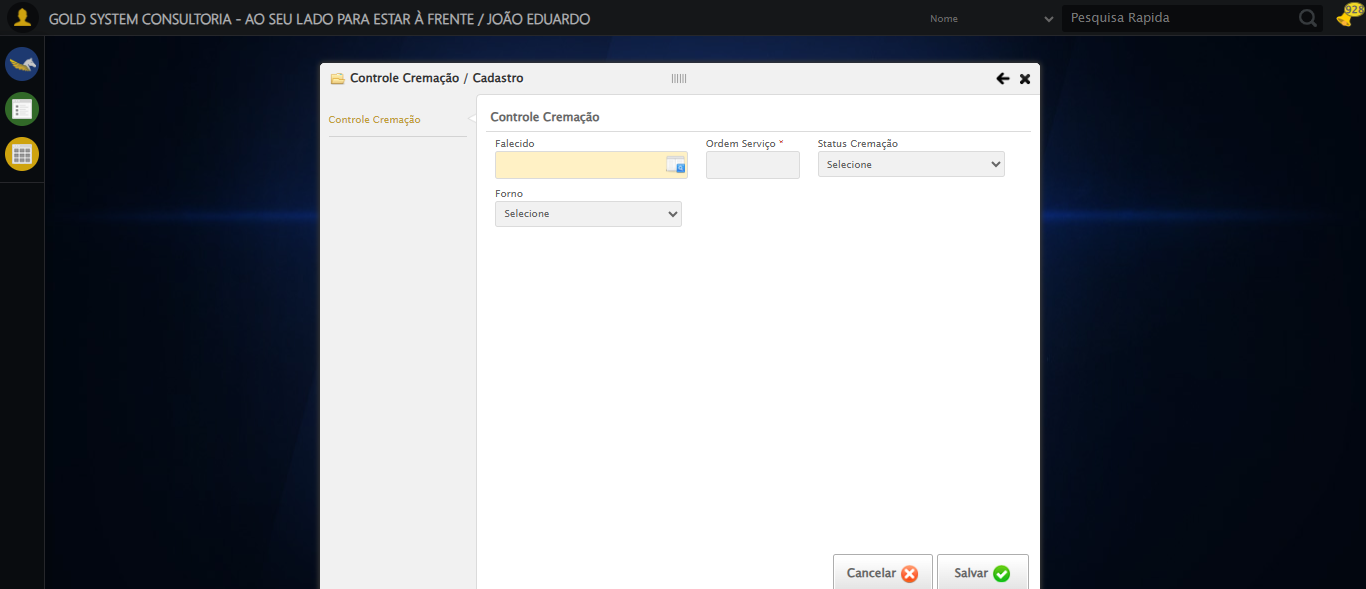 GOLD SYSTEM CONSULTORIA - AO SEU LADO PARA ESTAR À FRENTE / JOÃO EDUARDO
Nome
Pesquisa Rapida
928
Controle Cremação / Cadastro
Controle Cremação
Controle Cremação
Falecido
Ordem Serviço *
Status Cremação
Selecione
Forno
Selecione
Cancelar
Salvar